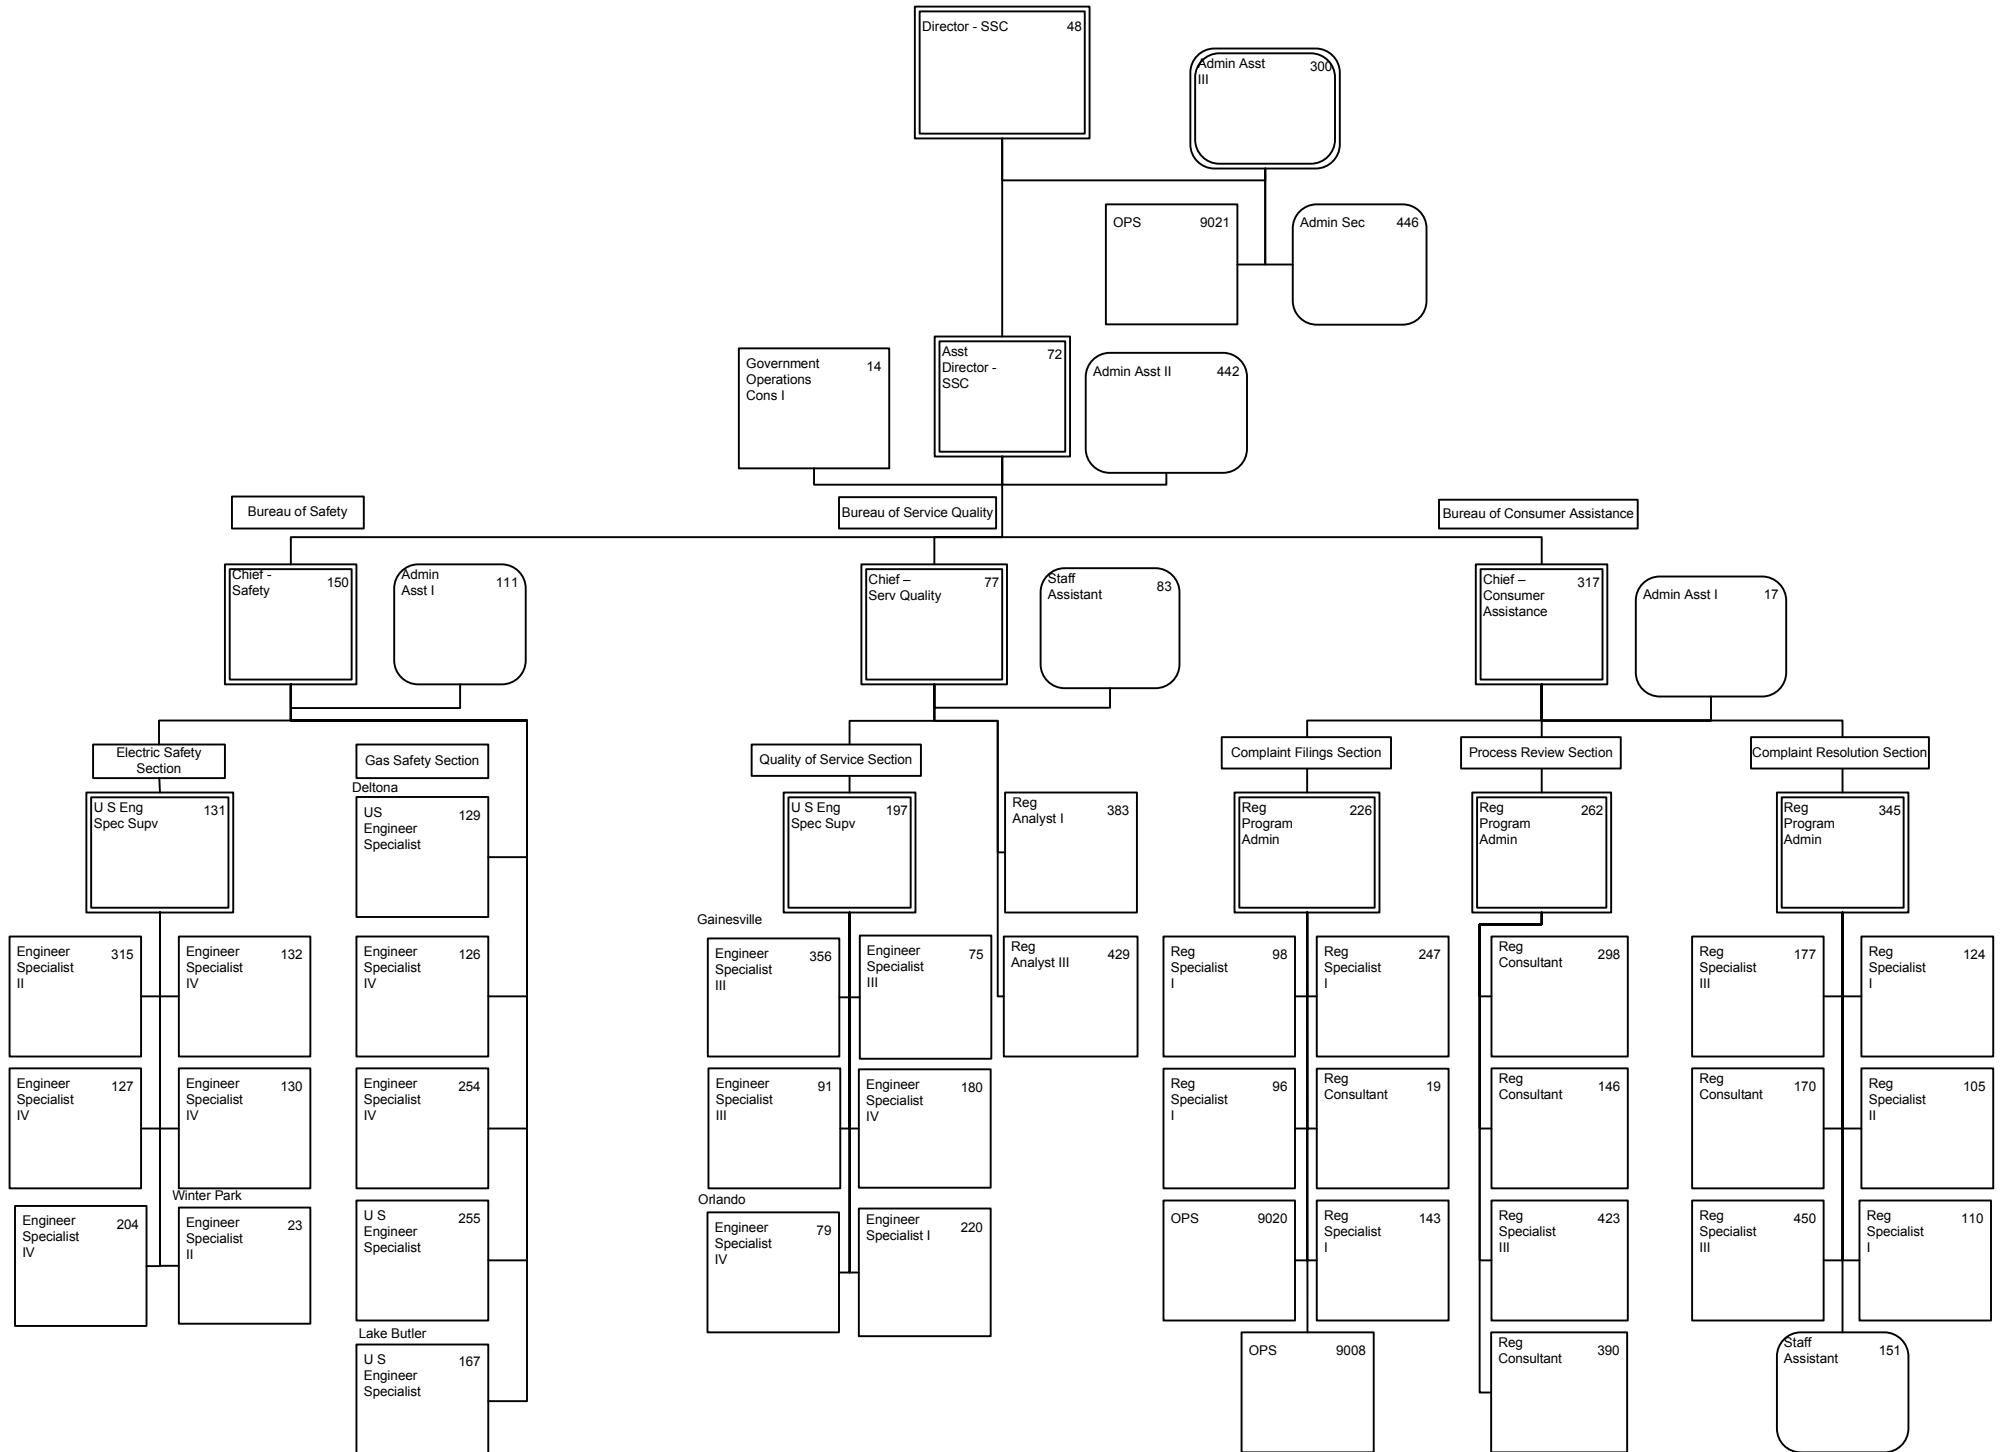 Director - SSC 48
Admin Asst 300
III
OPS 9021
Admin Sec 446
Government 14
Operations
Cons I
Asst 72
Director -
SSC
Admin Asst II 442
Bureau of Safety
Bureau of Service Quality
Bureau of Consumer Assistance
Chief - 150
Safety
Admin 111
Asst I
Chief – 77
Serv Quality
Staff 83
Assistant
Chief – 317
Consumer
Assistance
Admin Asst I 17
Electric Safety
Section
Gas Safety Section
Quality of Service Section
Complaint Filings Section
Process Review Section
Complaint Resolution Section
U S Eng 131
Spec Supv
Deltona
US 129
Engineer
Specialist
U S Eng 197
Spec Supv
Reg 383
Analyst I
Reg 226
Program
Admin
Reg 262
Program
Admin
Reg 345
Program
Admin
Engineer 315
Specialist
II
Engineer 132
Specialist
IV
Engineer 126
Specialist
IV
Gainesville
Engineer 356
Specialist
III
Engineer 75
Specialist
III
Reg 429
Analyst III
Reg 98
Specialist
I
Reg 247
Specialist
I
Reg 298
Consultant
Reg 177
Specialist
III
Reg 124
Specialist
I
Engineer 127
Specialist
IV
Engineer 130
Specialist
IV
Engineer 254
Specialist
IV
Engineer 91
Specialist
III
Engineer 180
Specialist
IV
Reg 96
Specialist
I
Reg 19
Consultant
Reg 146
Consultant
Reg 170
Consultant
Reg 105
Specialist
II
Engineer 204
Specialist
IV
Winter Park
Engineer 23
Specialist
II
U S 255
Engineer
Specialist
Orlando
Engineer 79
Specialist
IV
Engineer 220
Specialist I
OPS 9020
Reg 143
Specialist
I
Reg 423
Specialist
III
Reg 450
Specialist
III
Reg 110
Specialist
I
Lake Butler
U S 167
Engineer
Specialist
OPS 9008
Reg 390
Consultant
Staff 151
Assistant